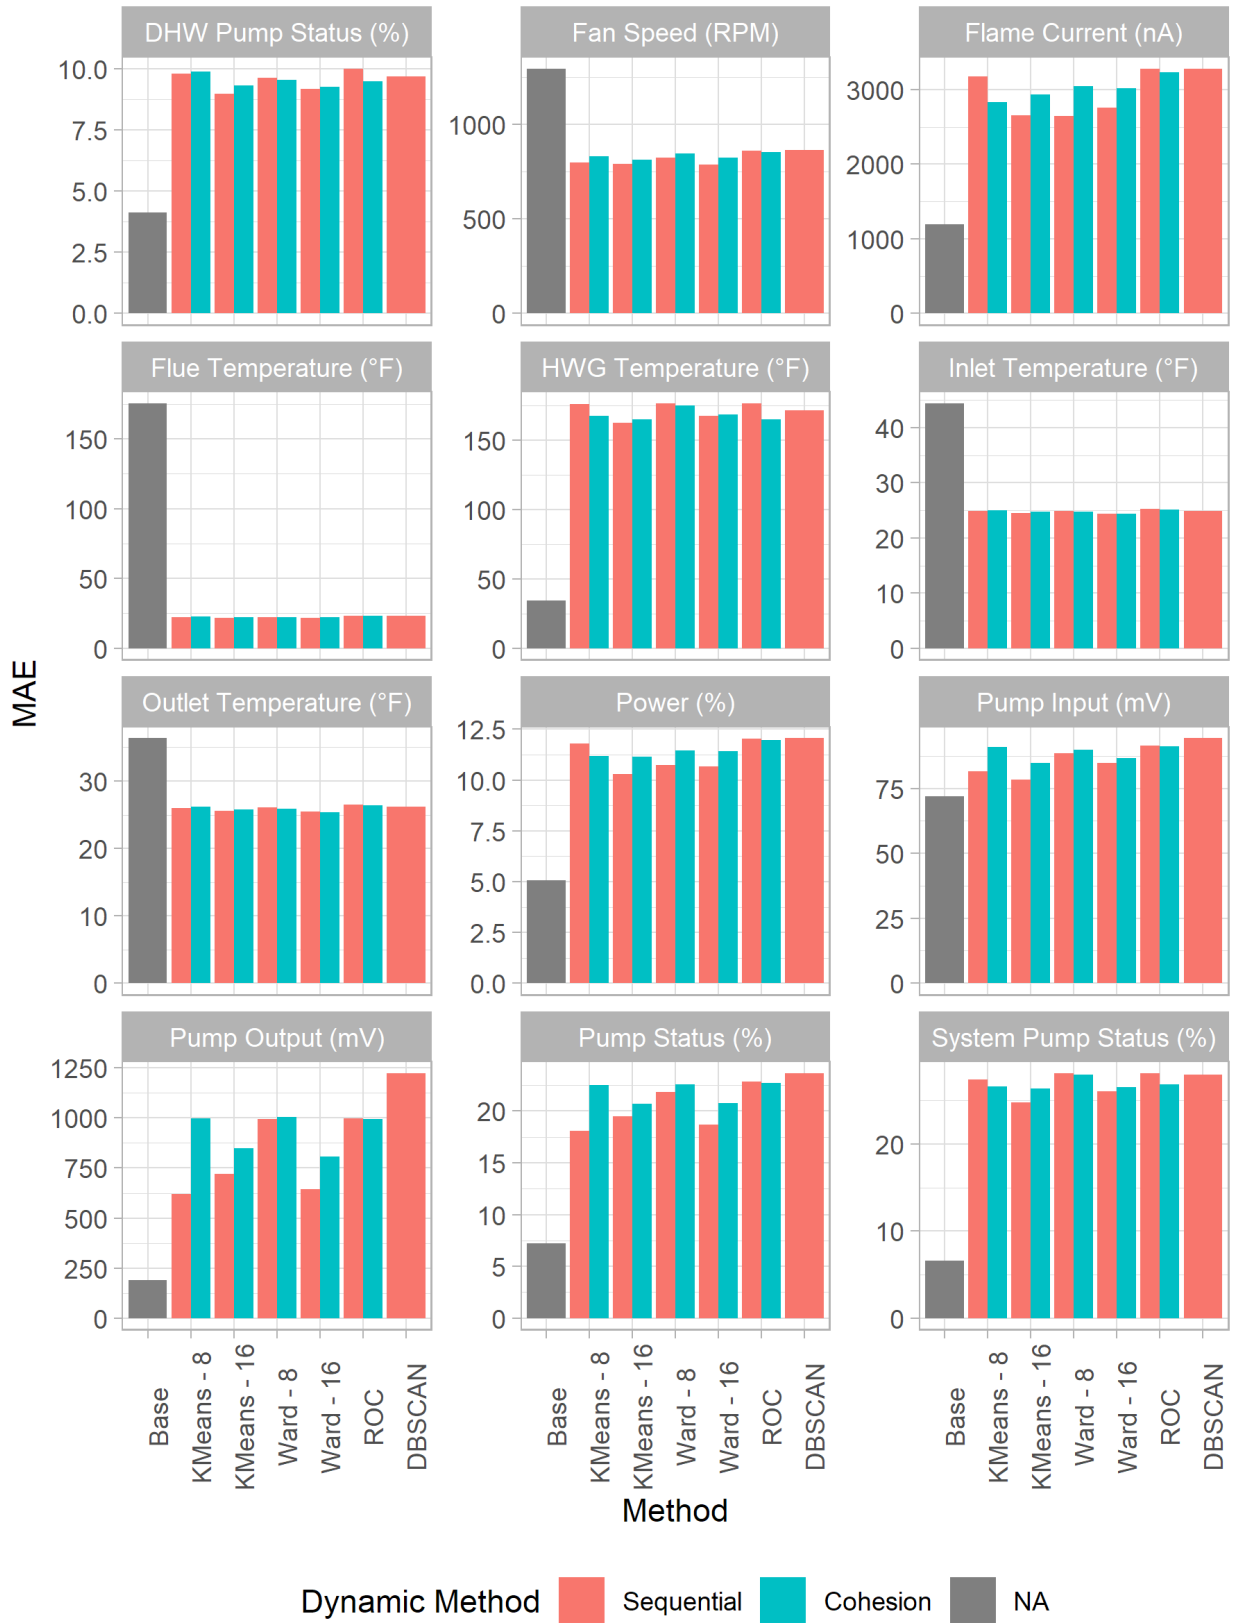 DHW Pump Status (%)
Fan Speed (RPM)
Flame Current (nA)
10.0
7.5
5.0
2.5
0.0
1000
500
0
3000
2000
1000
0
Flue Temperature (°F)
HWG Temperature (°F)
Inlet Temperature (°F)
150
100
50
0
150
100
50
0
40
30
20
10
0
MAE
Outlet Temperature (°F)
Power (%)
Pump Input (mV)
30
20
10
0
12.5
10.0
7.5
5.0
2.5
0.0
75
50
25
0
Pump Output (mV)
Pump Status (%)
System Pump Status (%)
1250
1000
750
500
250
0
20
15
10
5
0
20
10
0
Base
KMeans - 8
KMeans - 16
Ward - 8
Ward - 16
ROC
DBSCAN
Base
KMeans - 8
KMeans - 16
Ward - 8
Ward - 16
ROC
DBSCAN
Base
KMeans - 8
KMeans - 16
Ward - 8
Ward - 16
ROC
DBSCAN
Method
Dynamic Method Sequential Cohesion NA